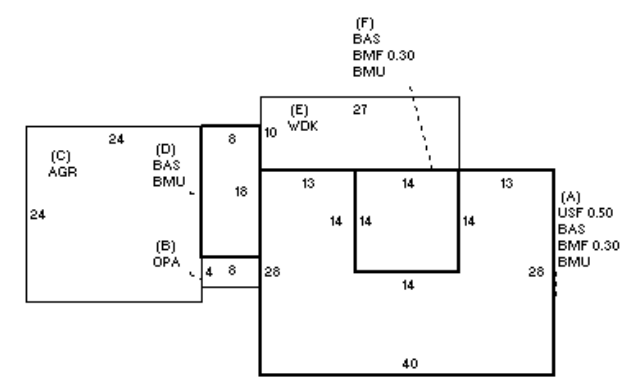 (F)
BAS
BMF 0.30
BMU
(E)
WDK
27
10
24
(C)
AGR
24
(D)
BAS
BMU
8
18
(B)
OPA
4
8
13
14
13
14
14
14
14
28
28
40
(A)
USF 0.50
BAS
BMF 0.30
BMU